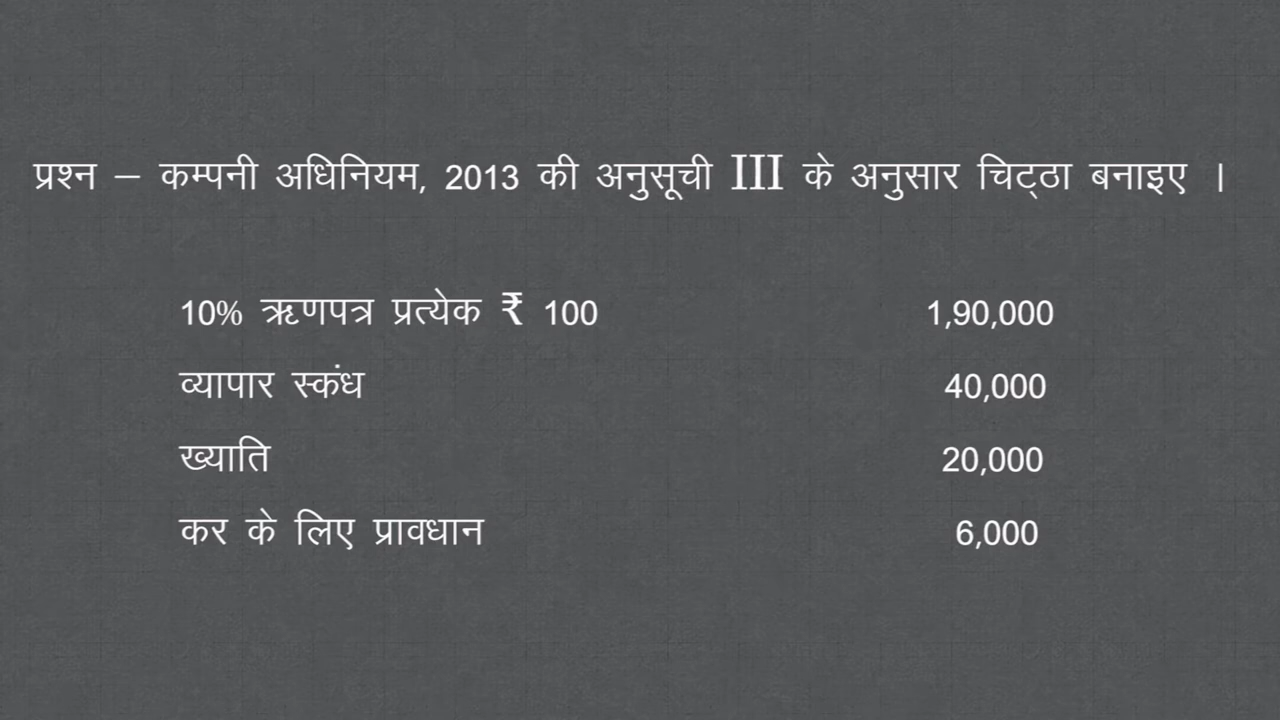 प्रश्न – कम्पनी अधिनियम, 2013 की अनुसूची III के अनुसार चिट्ठा बनाइए ।
10% ऋणपत्र प्रत्येक ₹ 100 1,90,000
व्यापार स्कंध 40,000
ख्याति 20,000
कर के लिए प्रावधान 6,000